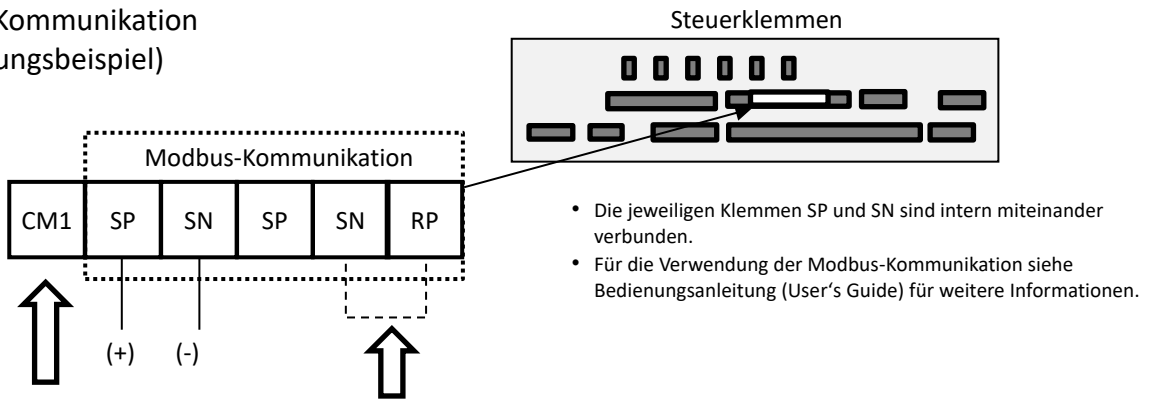 Kommunikation
ungsbeispiel)
Steuerklemmen
Modbus-Kommunikation
CM1 SP SN SP SN RP
(+) (-)
• Die jeweiligen Klemmen SP und SN sind intern miteinander
verbunden.
• Für die Verwendung der Modbus-Kommunikation siehe
Bedienungsanleitung (User‘s Guide) für weitere Informationen.